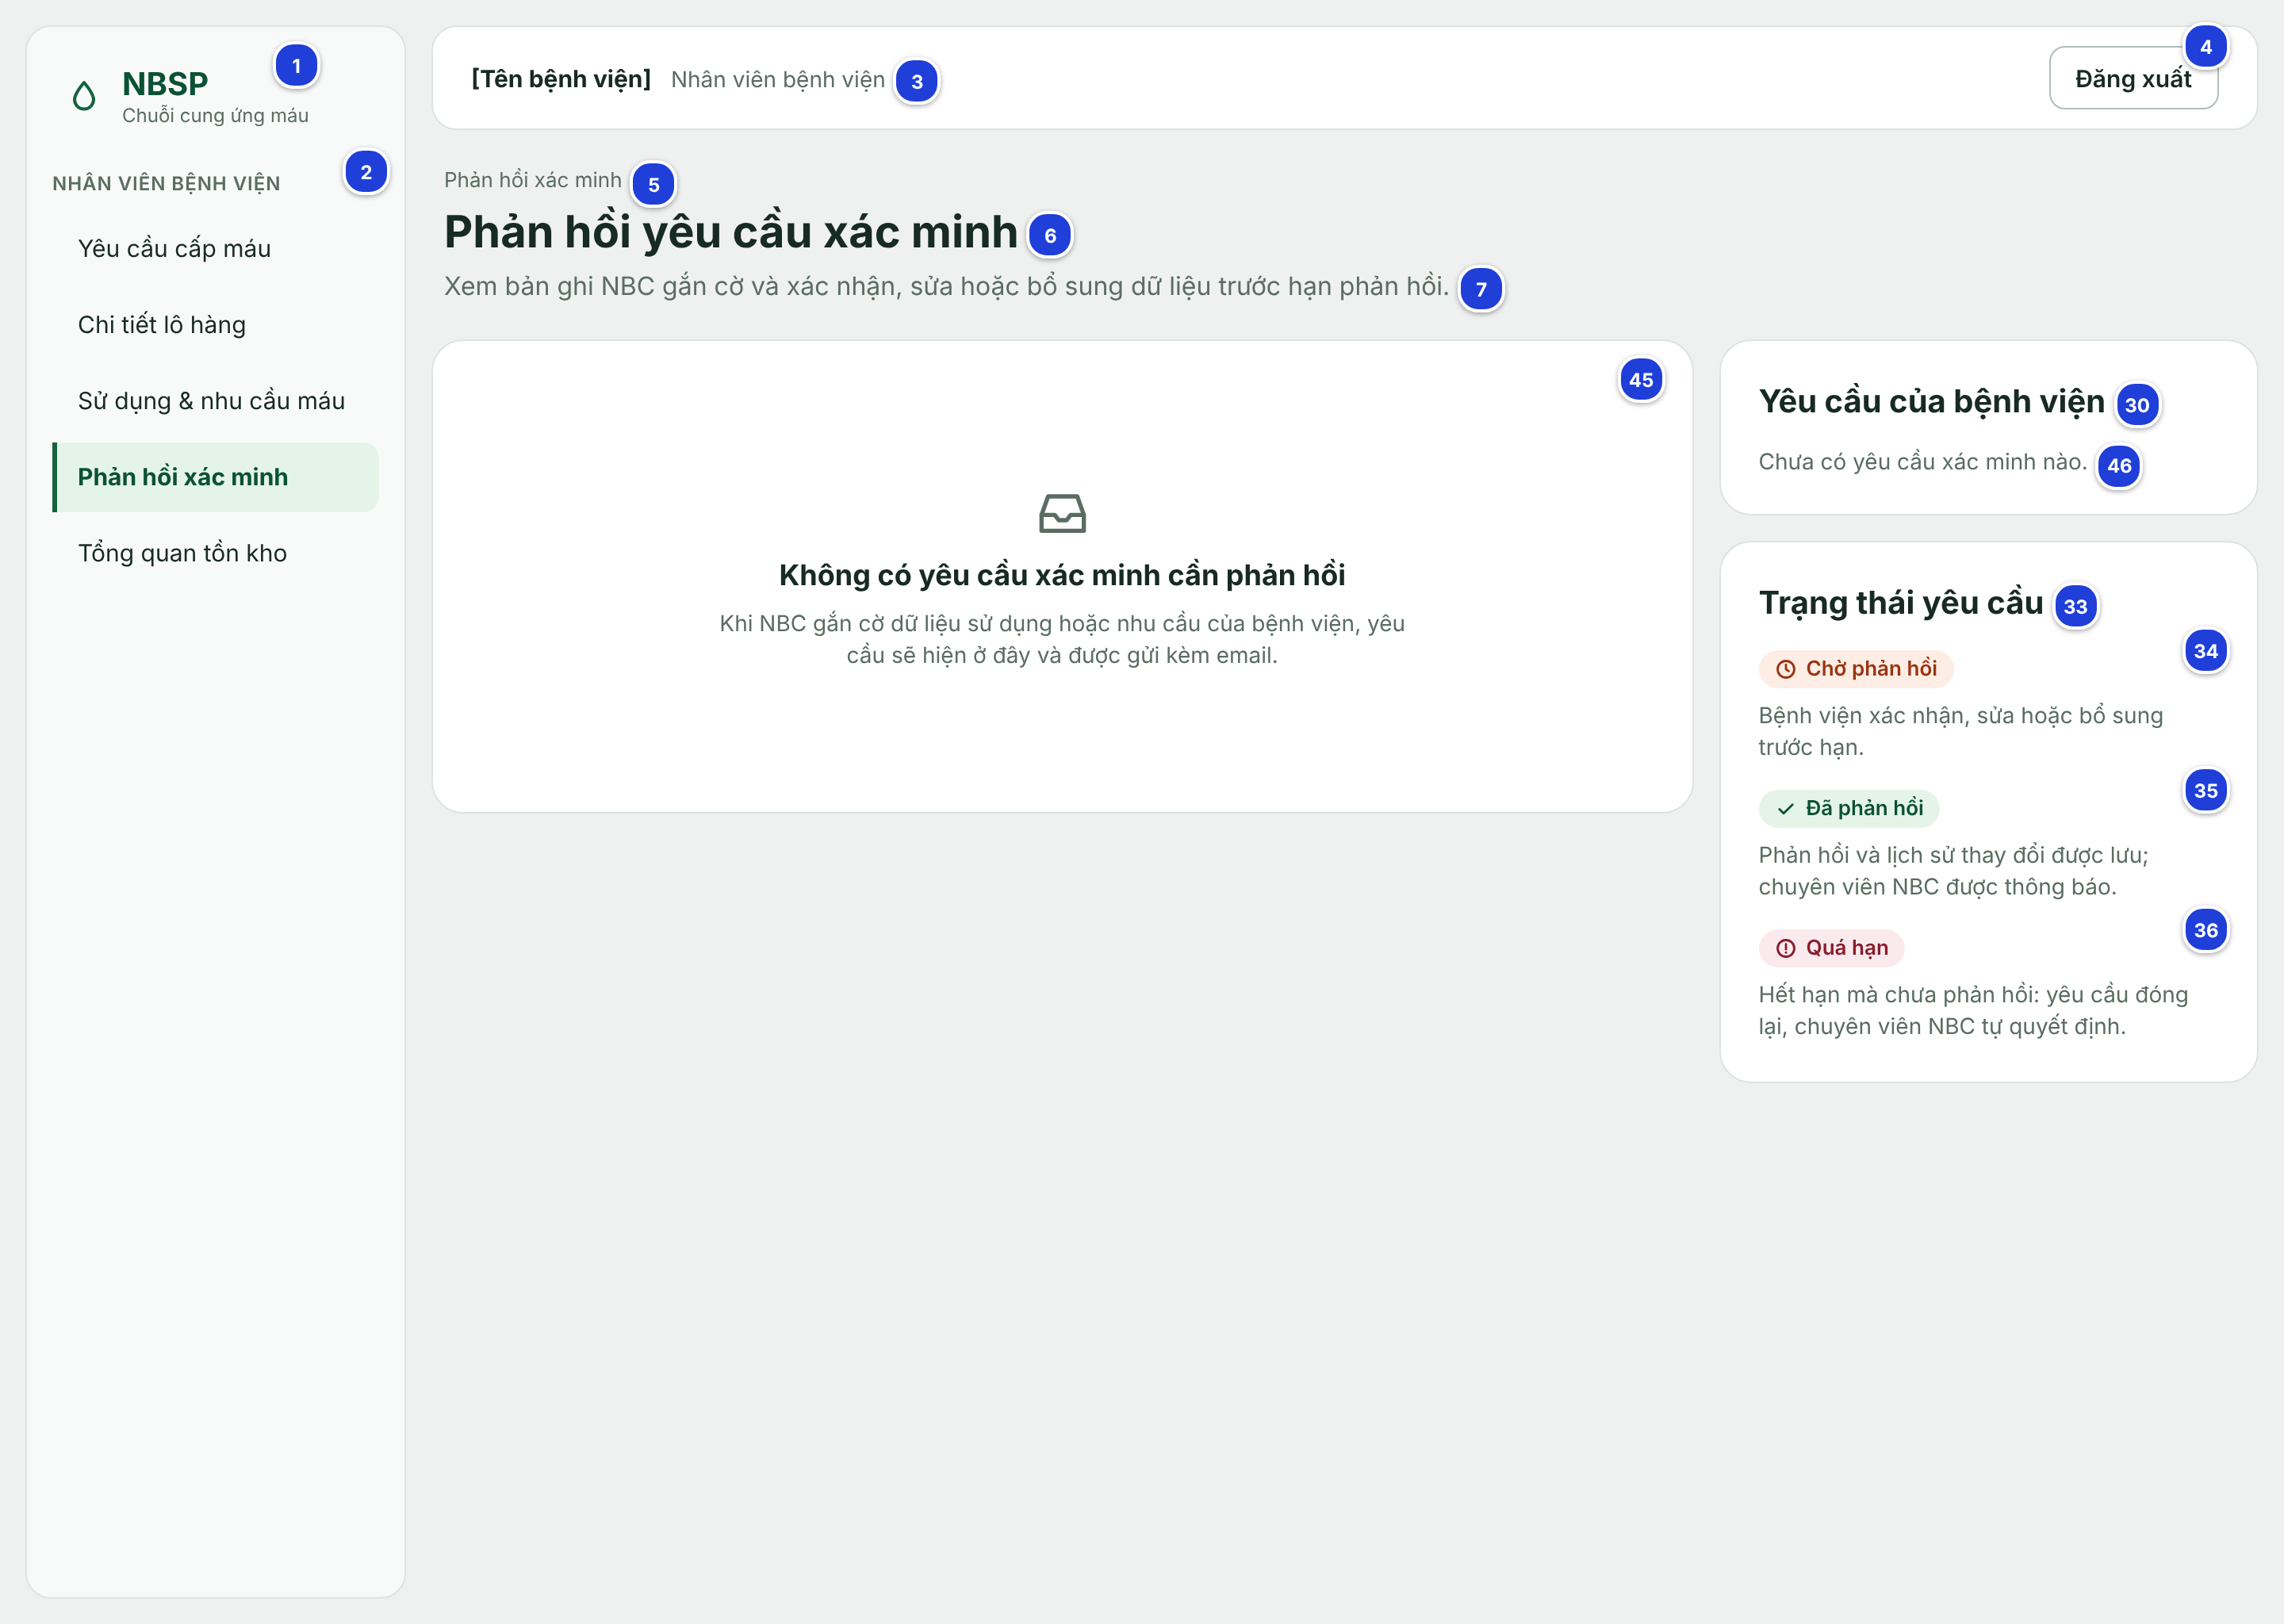 NBSP
1
Chuỗi cung ứng máu
NHÂN VIÊN BỆNH VIỆN
2
Yêu cầu cấp máu
Chi tiết lô hàng
Sử dụng & nhu cầu máu
Phản hồi xác minh
Tổng quan tồn kho
[Tên bệnh viện] Nhân viên bệnh viện 3
Đăng xuất 4
Phản hồi xác minh 5
Phản hồi yêu cầu xác minh 6
Xem bản ghi NBC gắn cờ và xác nhận, sửa hoặc bổ sung dữ liệu trước hạn phản hồi. 7
45
Không có yêu cầu xác minh cần phản hồi
Khi NBC gắn cờ dữ liệu sử dụng hoặc nhu cầu của bệnh viện, yêu
cầu sẽ hiện ở đây và được gửi kèm email.
Yêu cầu của bệnh viện 30
Chưa có yêu cầu xác minh nào. 46
Trạng thái yêu cầu 33
34
Chờ phản hồi
Bệnh viện xác nhận, sửa hoặc bổ sung
trước hạn.
35
Đã phản hồi
Phản hồi và lịch sử thay đổi được lưu;
chuyên viên NBC được thông báo.
36
Quá hạn
Hết hạn mà chưa phản hồi: yêu cầu đóng
lại, chuyên viên NBC tự quyết định.